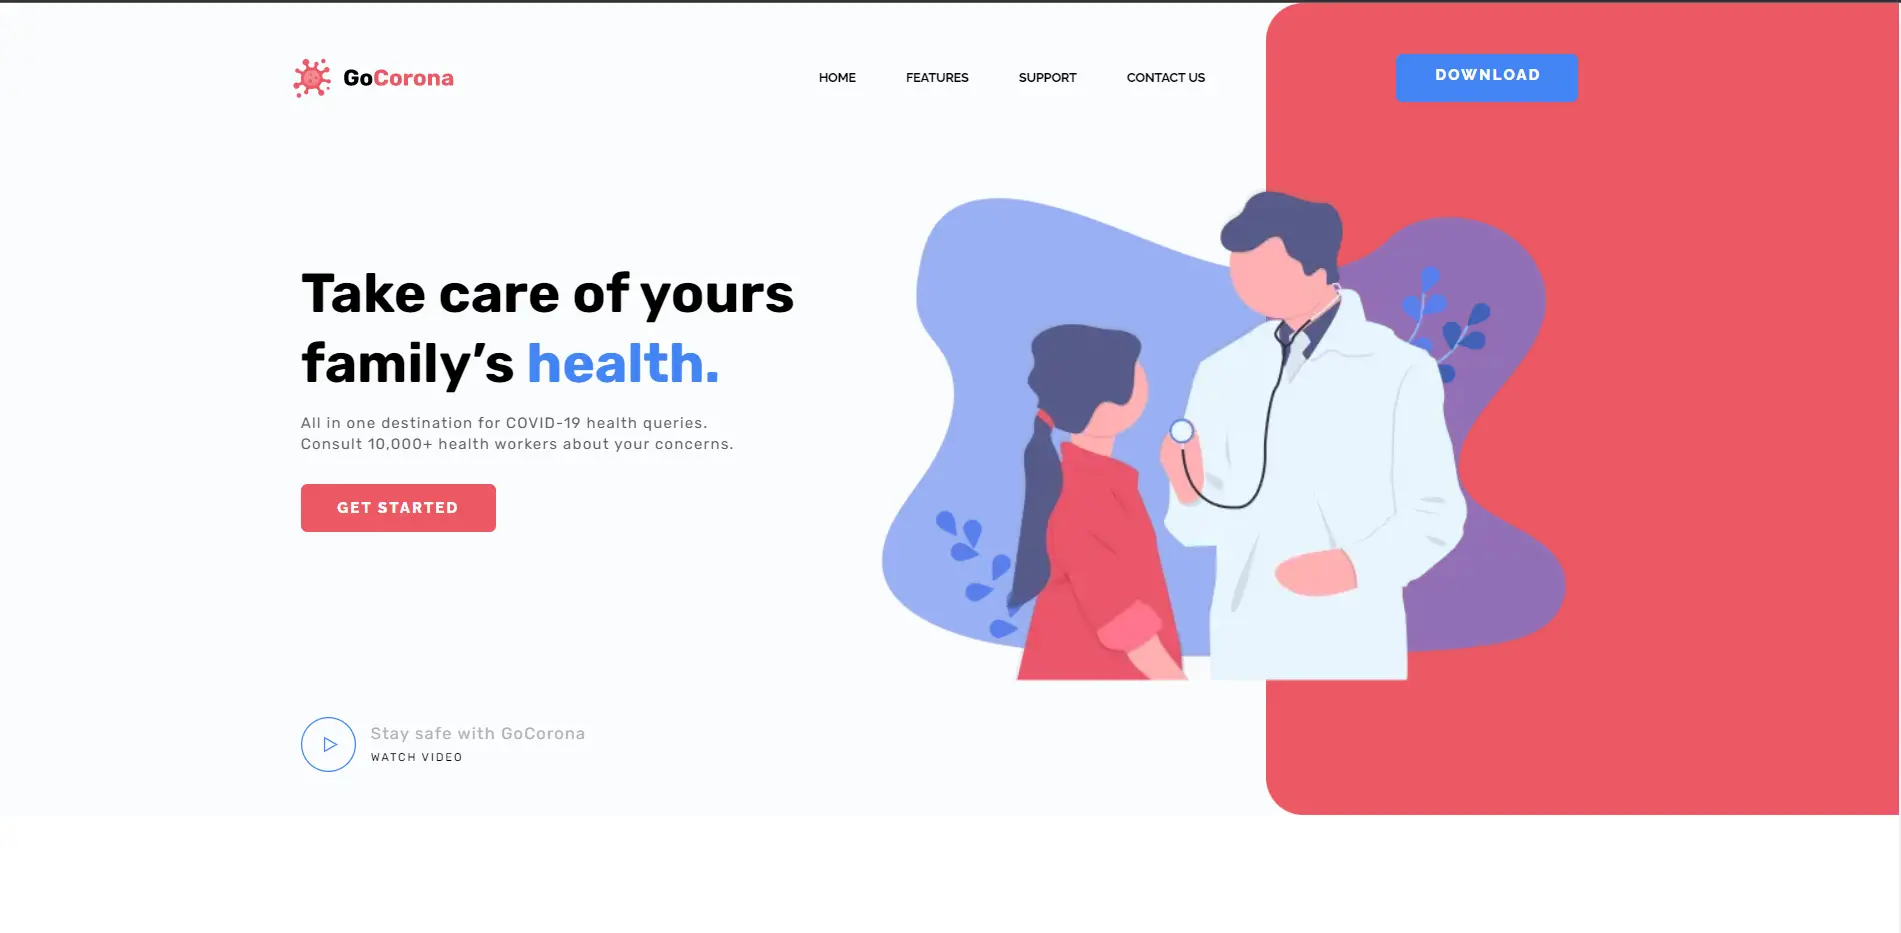 GoCorona
HOME FEATURES SUPPORT CONTACT US
DOWNLOAD
Take care of yours
family’s health.
All in one destination for COVID-19 health queries.
Consult 10,000+ health workers about your concerns.
GET STARTED
Stay safe with GoCorona
WATCH VIDEO